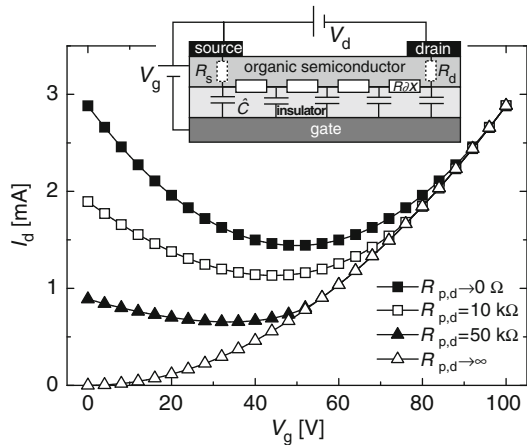 source
drain
V_d
V_g
R_s
organic semiconductor
R_d
R∂x
Ĉ
insulator
gate
3
2
1
0
I_d [mA]
R_p,d→0 Ω
R_p,d=10 kΩ
R_p,d=50 kΩ
R_p,d→∞
0 20 40 60 80 100
V_g [V]